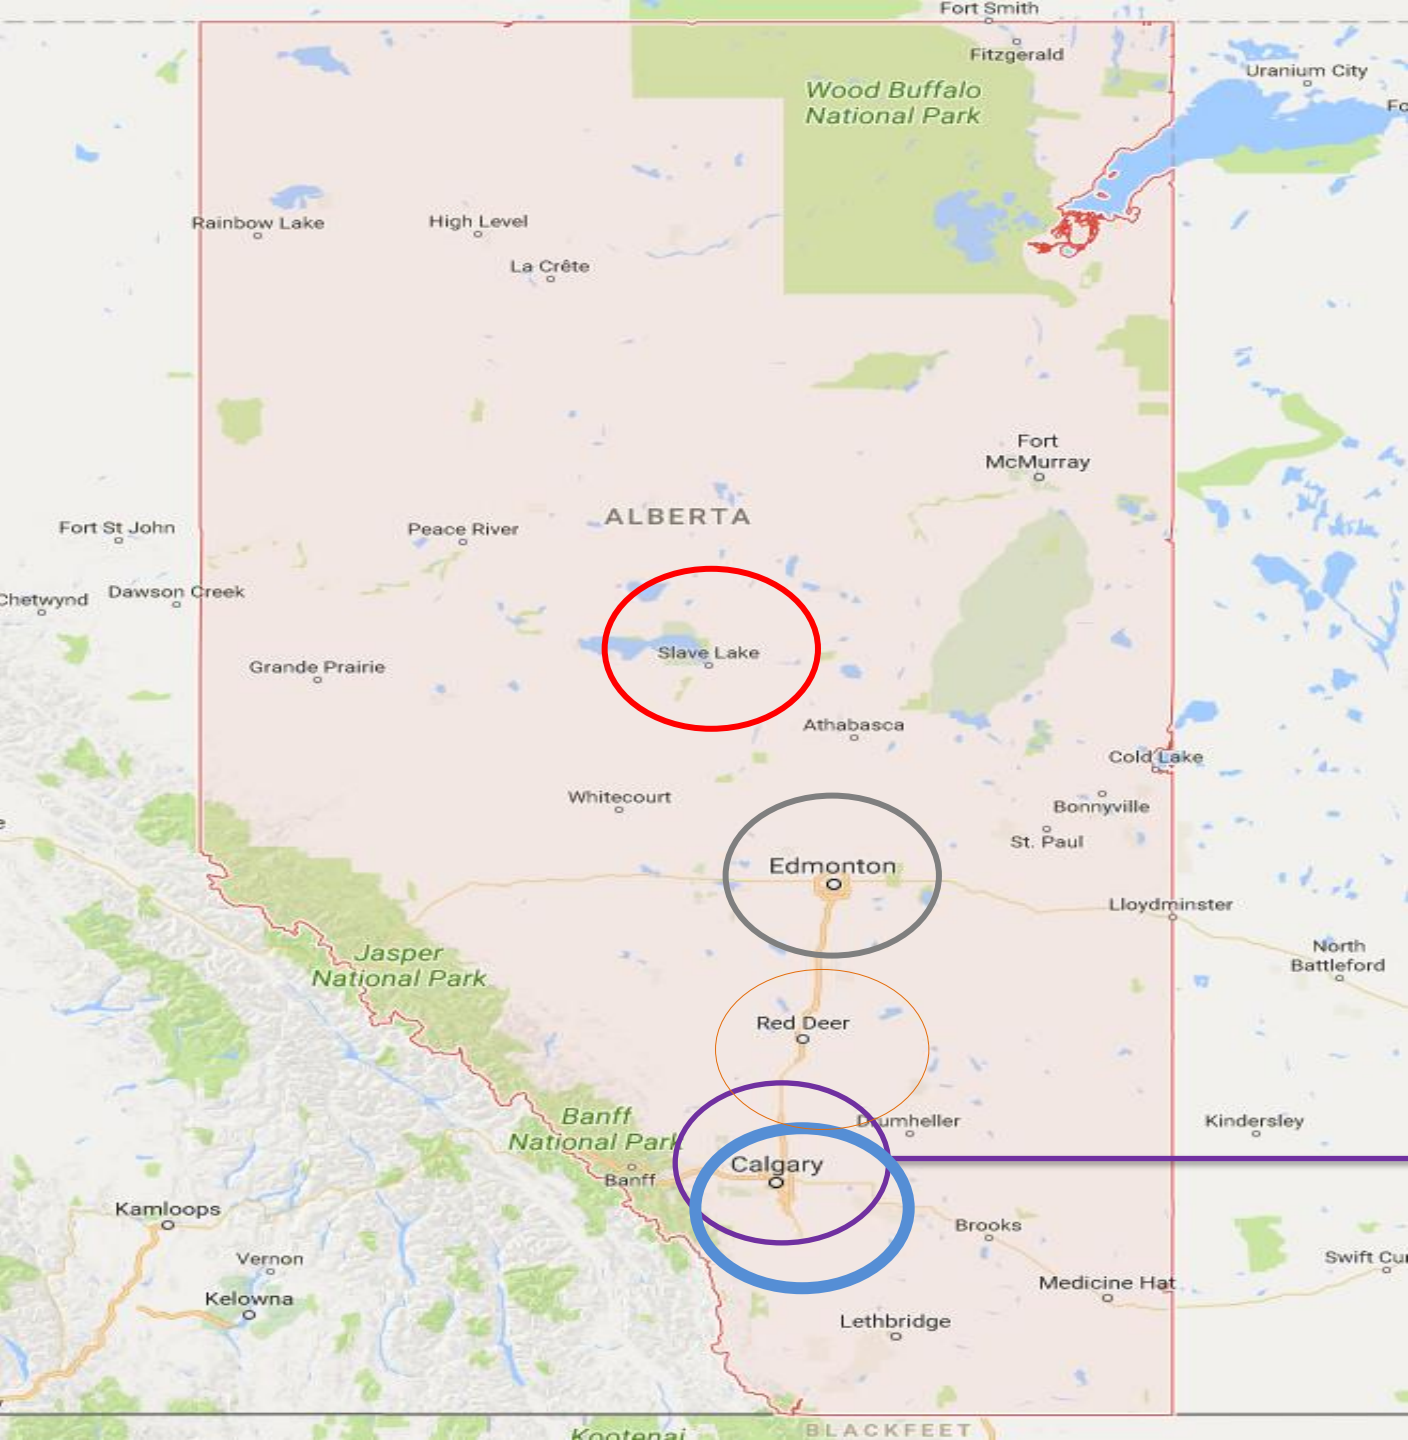 Fort Smith
Fitzgerald
Uranium City
Wood Buffalo
National Park
Rainbow Lake
High Level
La Crête
Fort
McMurray
ALBERTA
Fort St John
Peace River
Chetwynd
Dawson Creek
Slave Lake
Grande Prairie
Athabasca
Cold Lake
Whitecourt
Bonnyville
St. Paul
Edmonton
Lloydminster
Jasper
National Park
North
Battleford
Red Deer
Banff
National Park
Drumheller
Kindersley
Calgary
Banff
Kamloops
Brooks
Vernon
Swift Cur
Medicine Hat
Kelowna
Lethbridge
BLACKFEET
Kootenai